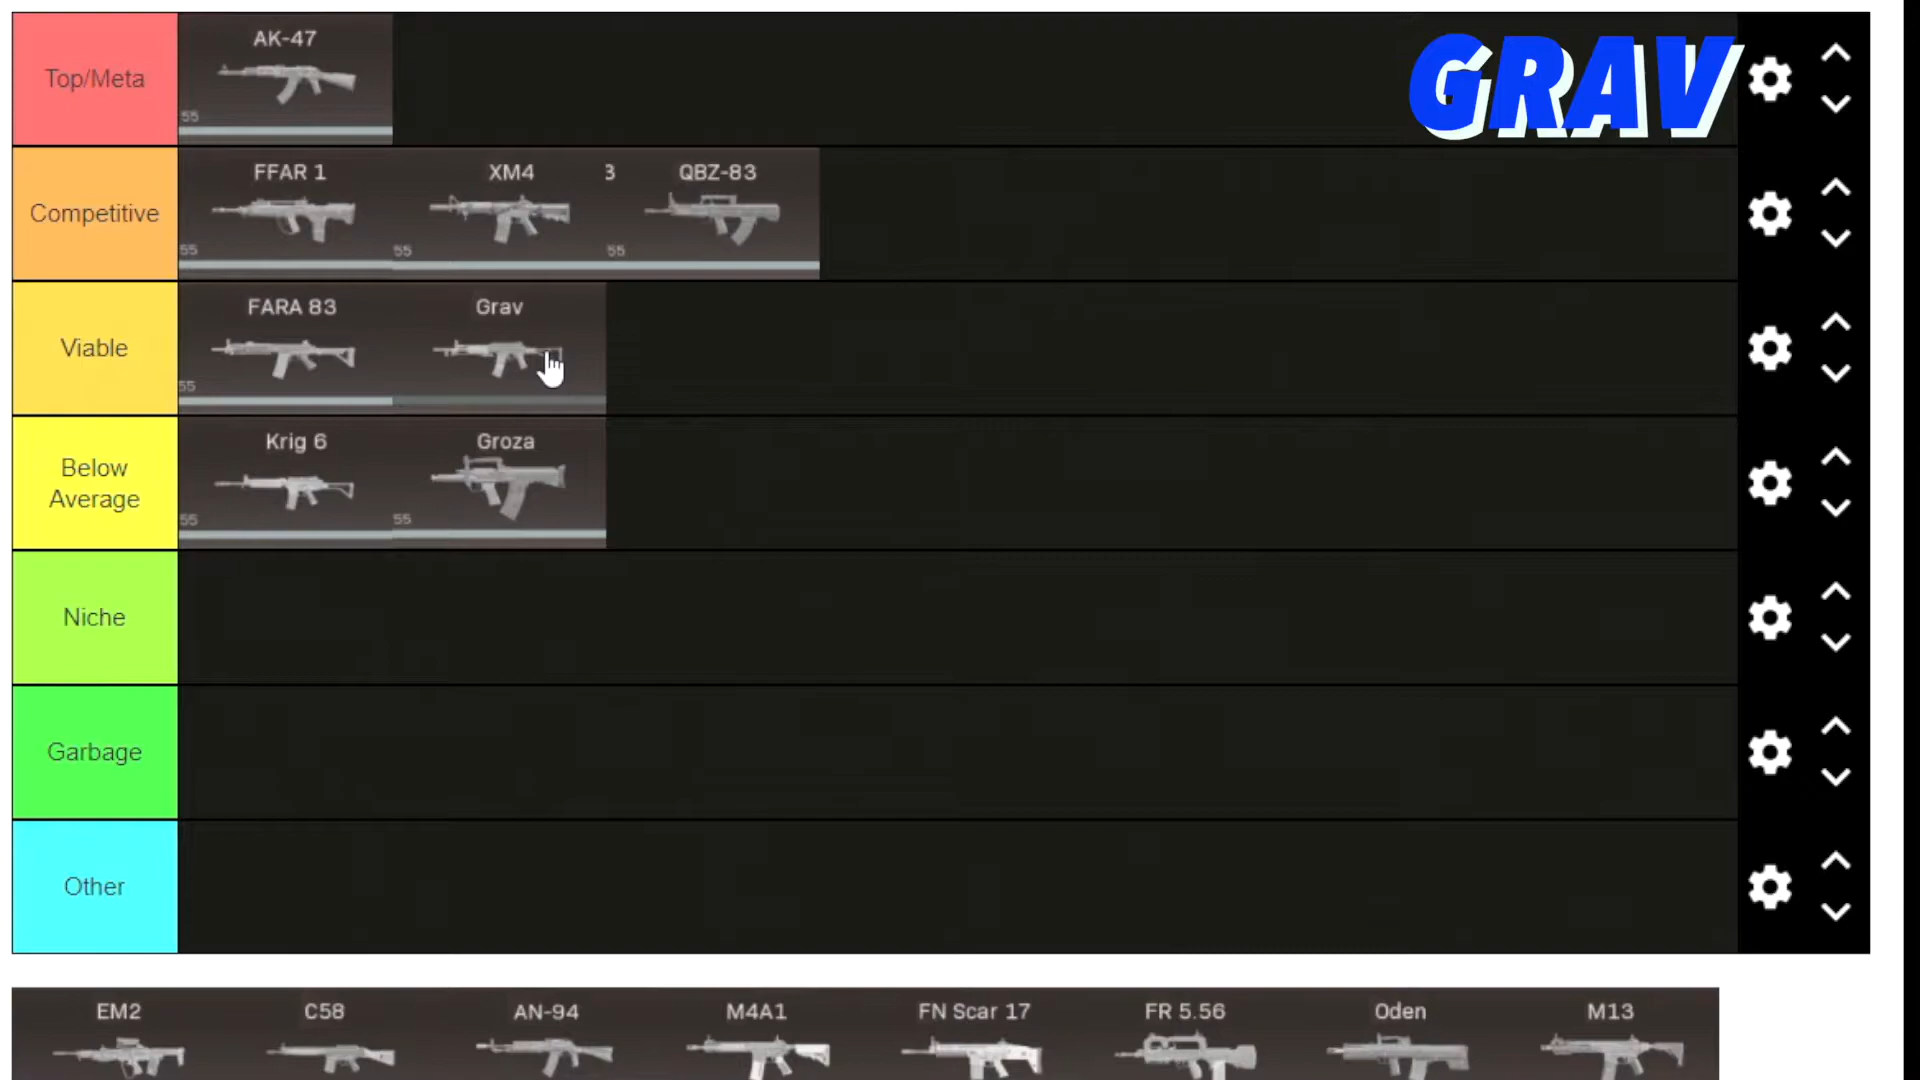 Top/Meta
AK-47
55
GRAV
Competitive
FFAR 1
XM4
3
QBZ-83
55
55
55
Viable
FARA 83
Grav
55
Below
Average
Krig 6
Groza
55
55
Niche
Garbage
Other
EM2
C58
AN-94
M4A1
FN Scar 17
FR 5.56
Oden
M13